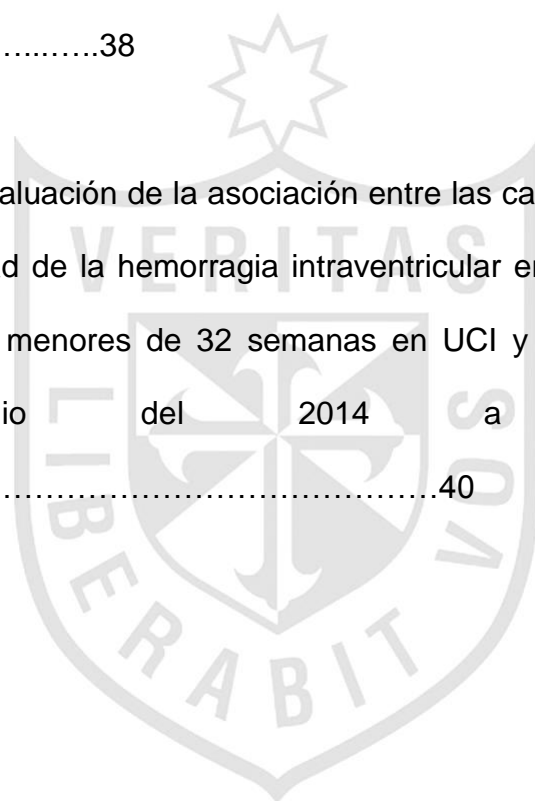 …..…..38
aluación de la asociación entre las ca
d de la hemorragia intraventricular e
menores de 32 semanas en UCI y
io del 2014 a
……………………………………….40
VERITAS
LIBERABIT
VOS